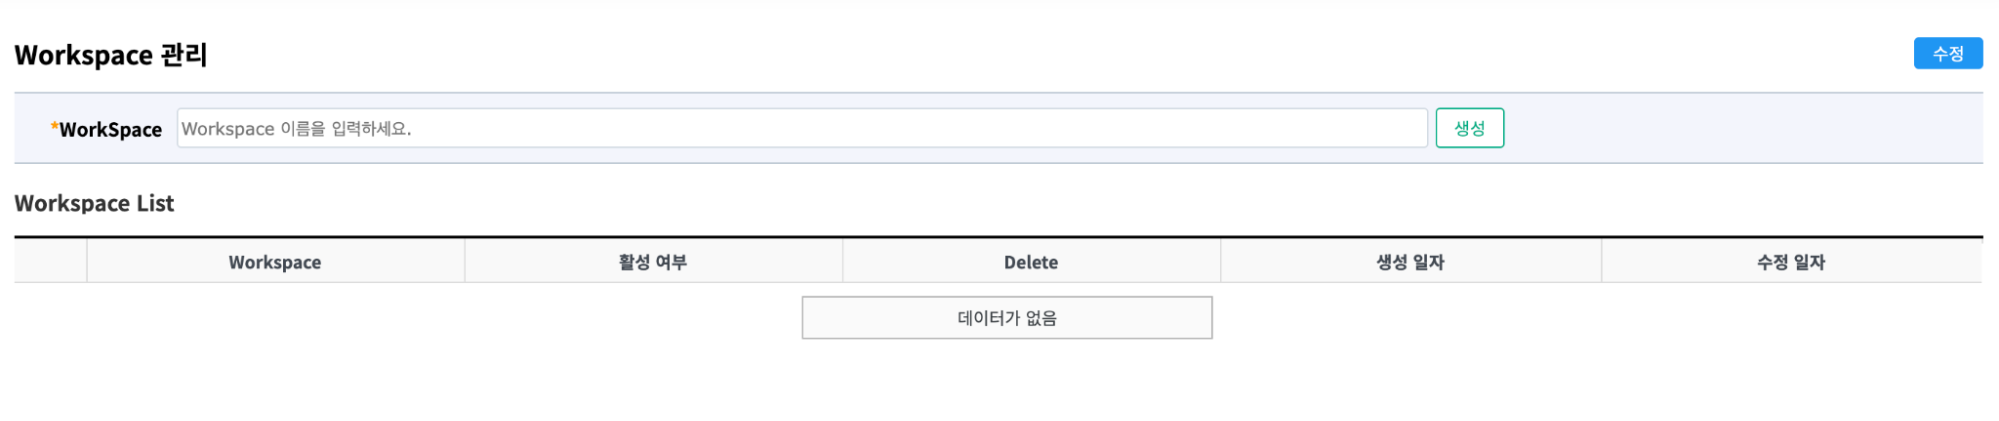 Workspace 관리 수정
*WorkSpace Workspace 이름을 입력하세요. 생성
Workspace List
Workspace 활성 여부 Delete 생성 일자 수정 일자
데이터가 없음